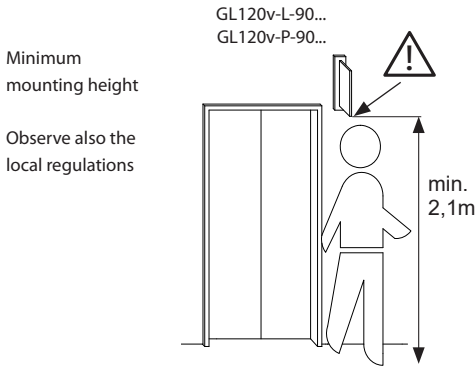 GL120v-L-90...
GL120v-P-90...
Minimum
mounting height
Observe also the
local regulations
min.
2,1m